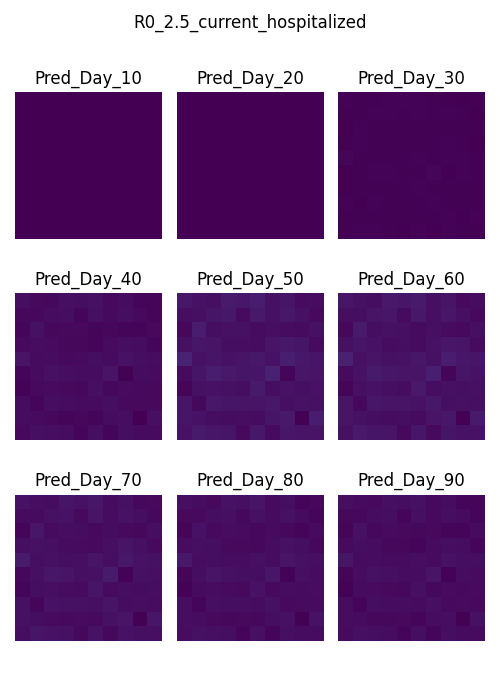 R0_2.5_current_hospitalized
Pred_Day_10 Pred_Day_20 Pred_Day_30
Pred_Day_40 Pred_Day_50 Pred_Day_60
Pred_Day_70 Pred_Day_80 Pred_Day_90